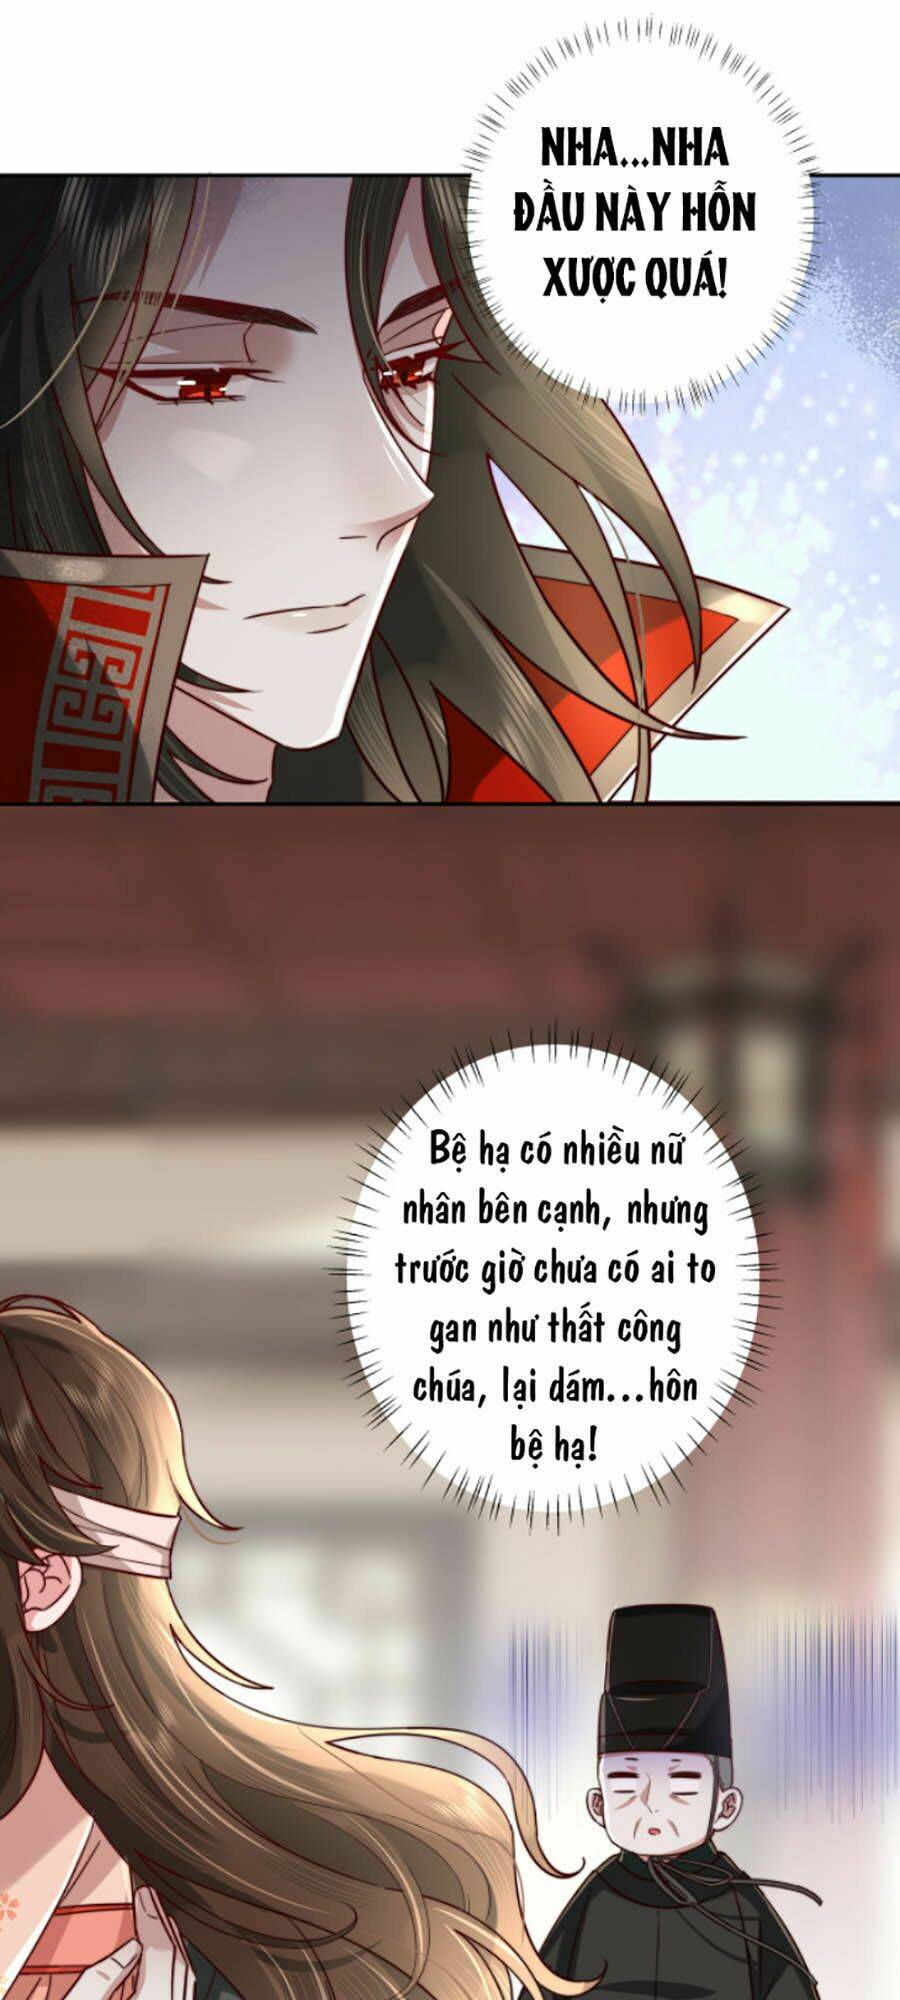 NHA...NHA
ĐẦU NÀY HỖN
XƯỢC QUÁ!
Bệ hạ có nhiều nữ
nhân bên cạnh, nhưng
trước giờ chưa có ai to
gan như thất công
chúa, lại dám...hôn
bệ hạ!